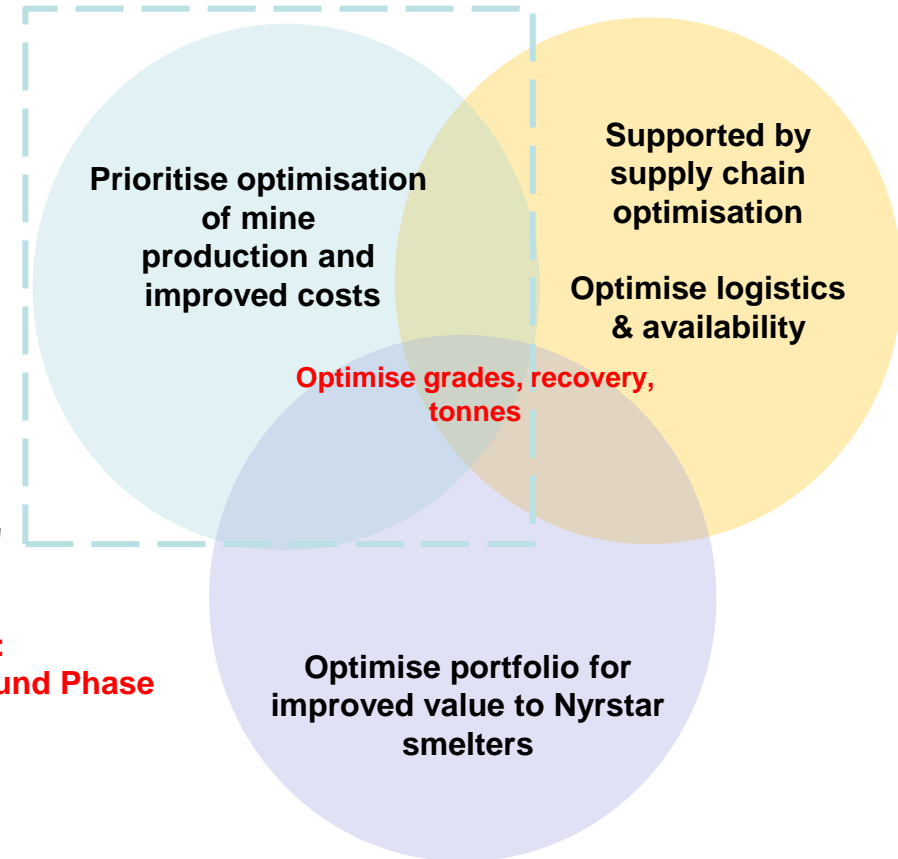 Prioritise optimisation
of mine
production and
improved costs
Supported by
supply chain
optimisation
Optimise logistics
& availability
Optimise grades, recovery,
tonnes
Phase
Optimise portfolio for
improved value to Nyrstar
smelters